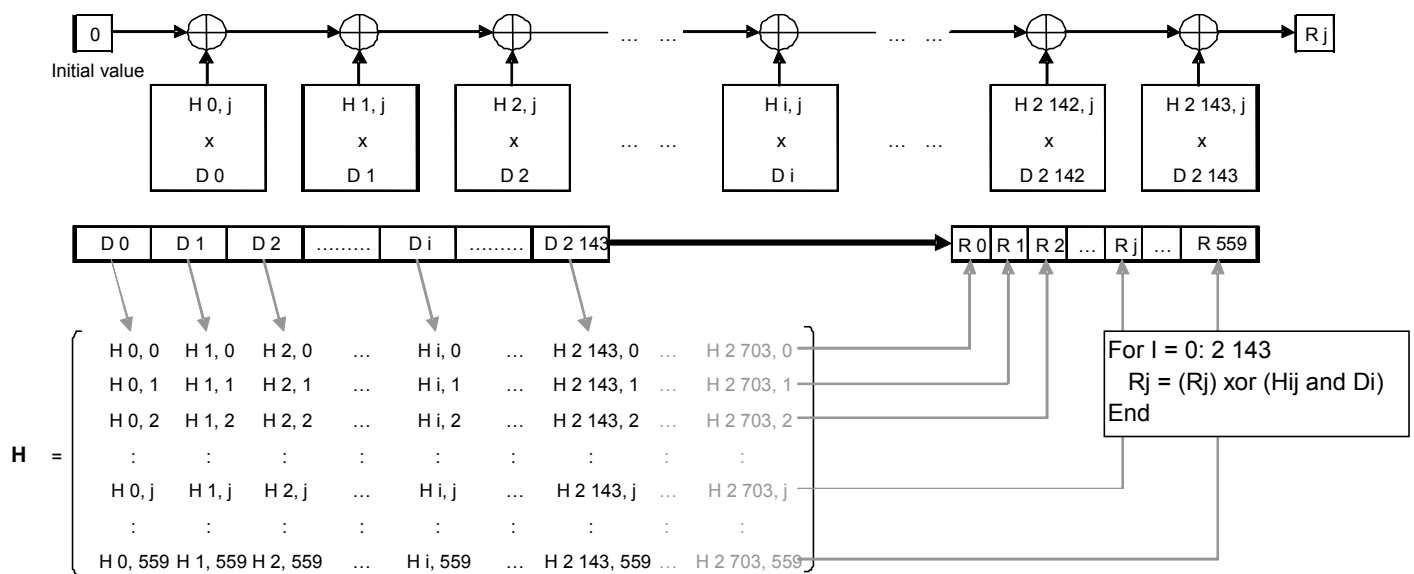 0 … … … … R j
Initial value
H 0, j H 1, j H 2, j H i, j H 2 142, j H 2 143, j
x x x … … x … … x x
D 0 D 1 D 2 D i D 2 142 D 2 143
D 0 D 1 D 2 ......... D i ......... D 2 143 R 0 R 1 R 2 … Rj … R 559
H 0, 0 H 1, 0 H 2, 0 … H i, 0 … H 2 143, 0 … H 2 703, 0
H 0, 1 H 1, 1 H 2, 1 … H i, 1 … H 2 143, 1 … H 2 703, 1
H 0, 2 H 1, 2 H 2, 2 … H i, 2 … H 2 143, 2 … H 2 703, 2
H = : : : : : : : :
H 0, j H 1, j H 2, j … H i, j … H 2 143, j … H 2 703, j
: : : : : : : :
H 0, 559 H 1, 559 H 2, 559 … H i, 559 … H 2 143, 559 … H 2 703, 559
For I = 0: 2 143
Rj = (Rj) xor (Hij and Di)
End